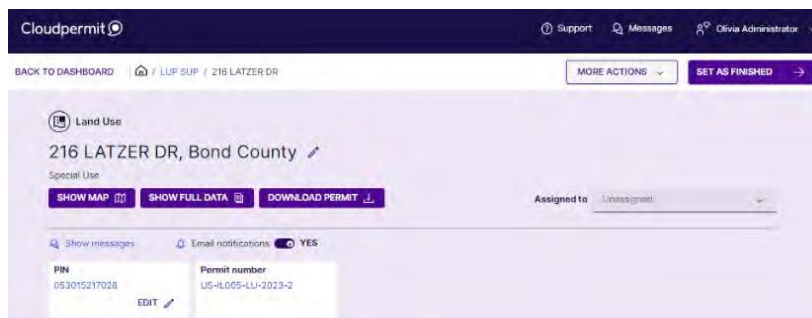 Cloudpermit
Support Messages Olivia Administrator
BACK TO DASHBOARD / LUP SUP / 216 LATZER DR MORE ACTIONS SET AS FINISHED
Land Use
216 LATZER DR, Bond County
Special Use
SHOW MAP SHOW FULL DATA DOWNLOAD PERMIT Assigned to Unassigned
Show messages Email notifications YES
PIN Permit number
053015217028 US-IL005-LU-2023-2
EDIT